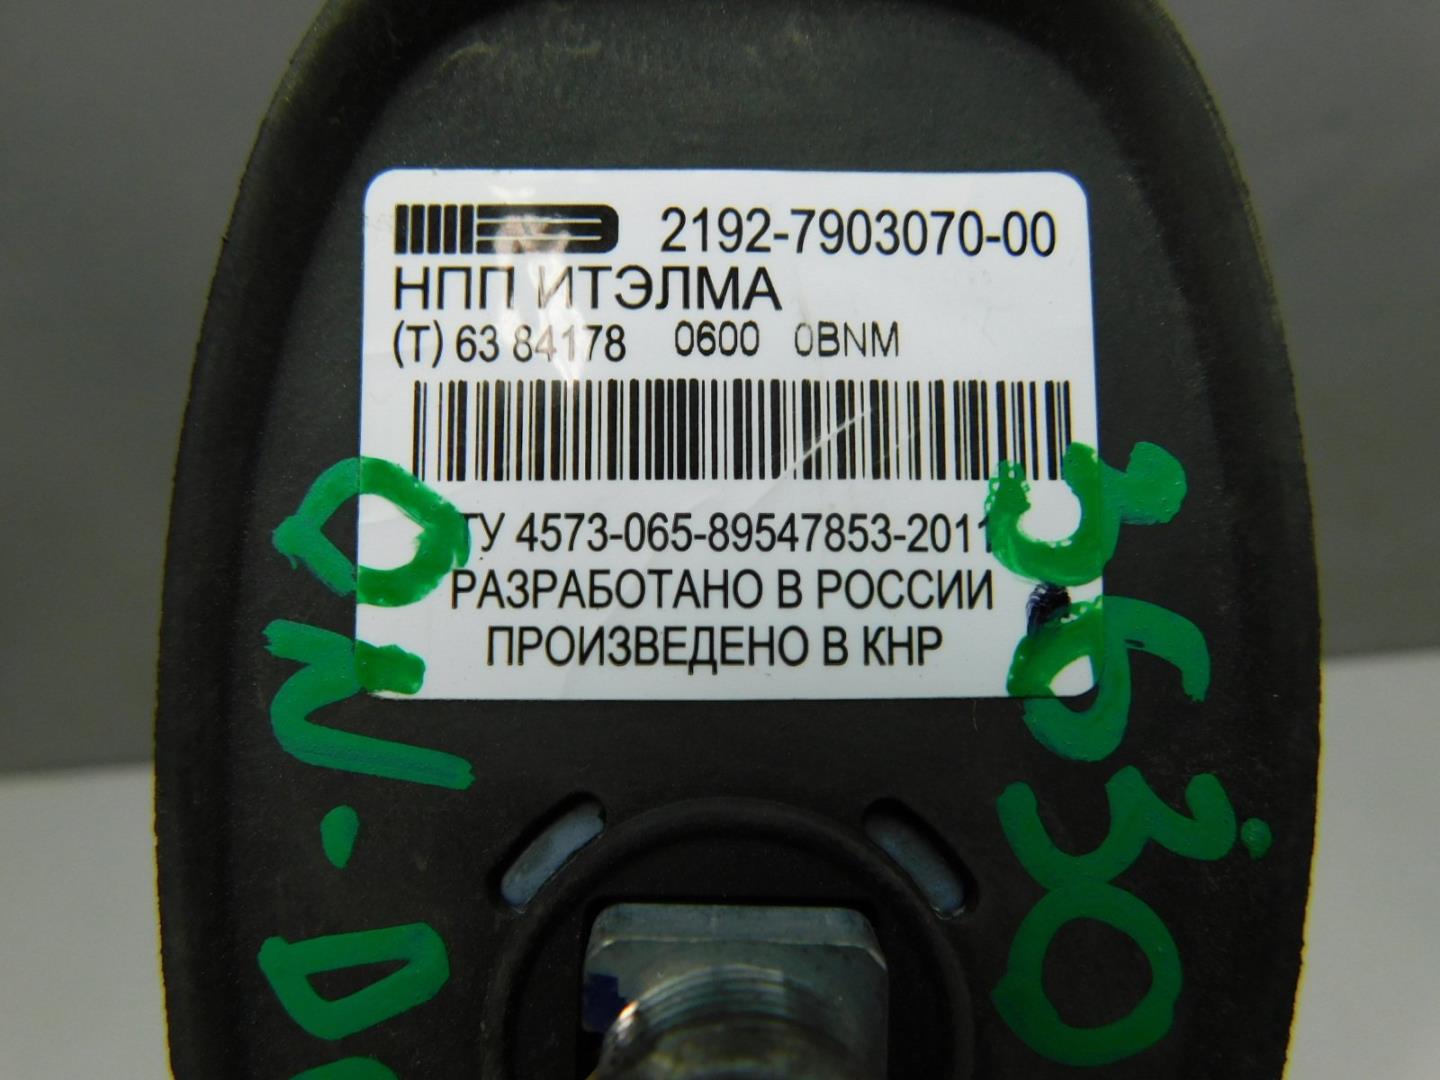 2192-7903070-00
НПП ИТЭЛМА
(Т) 63 84178 0600 0BNM
ТУ 4573-065-89547853-2011
РАЗРАБОТАНО В РОССИИ
ПРОИЗВЕДЕНО В КНР